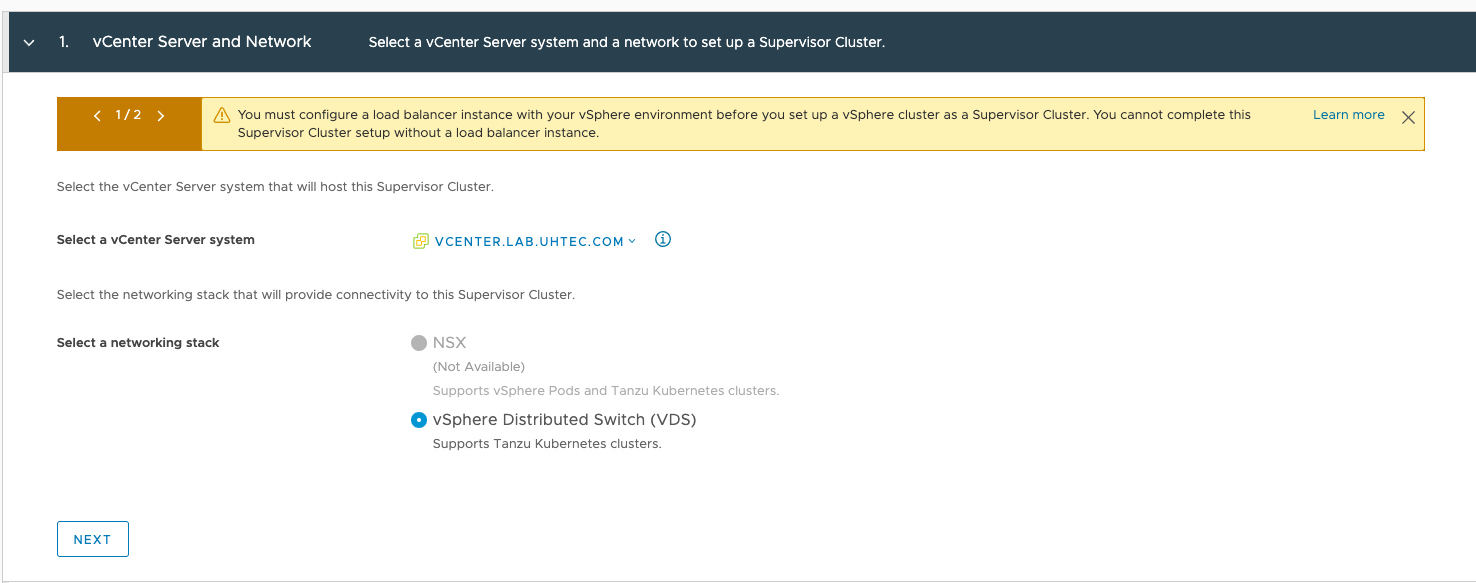 1. vCenter Server and Network Select a vCenter Server system and a network to set up a Supervisor Cluster.
1 / 2
You must configure a load balancer instance with your vSphere environment before you set up a vSphere cluster as a Supervisor Cluster. You cannot complete this
Supervisor Cluster setup without a load balancer instance.
Learn more
Select the vCenter Server system that will host this Supervisor Cluster.
Select a vCenter Server system VCENTER.LAB.UHTEC.COM
Select the networking stack that will provide connectivity to this Supervisor Cluster.
Select a networking stack NSX
(Not Available)
Supports vSphere Pods and Tanzu Kubernetes clusters.
vSphere Distributed Switch (VDS)
Supports Tanzu Kubernetes clusters.
NEXT